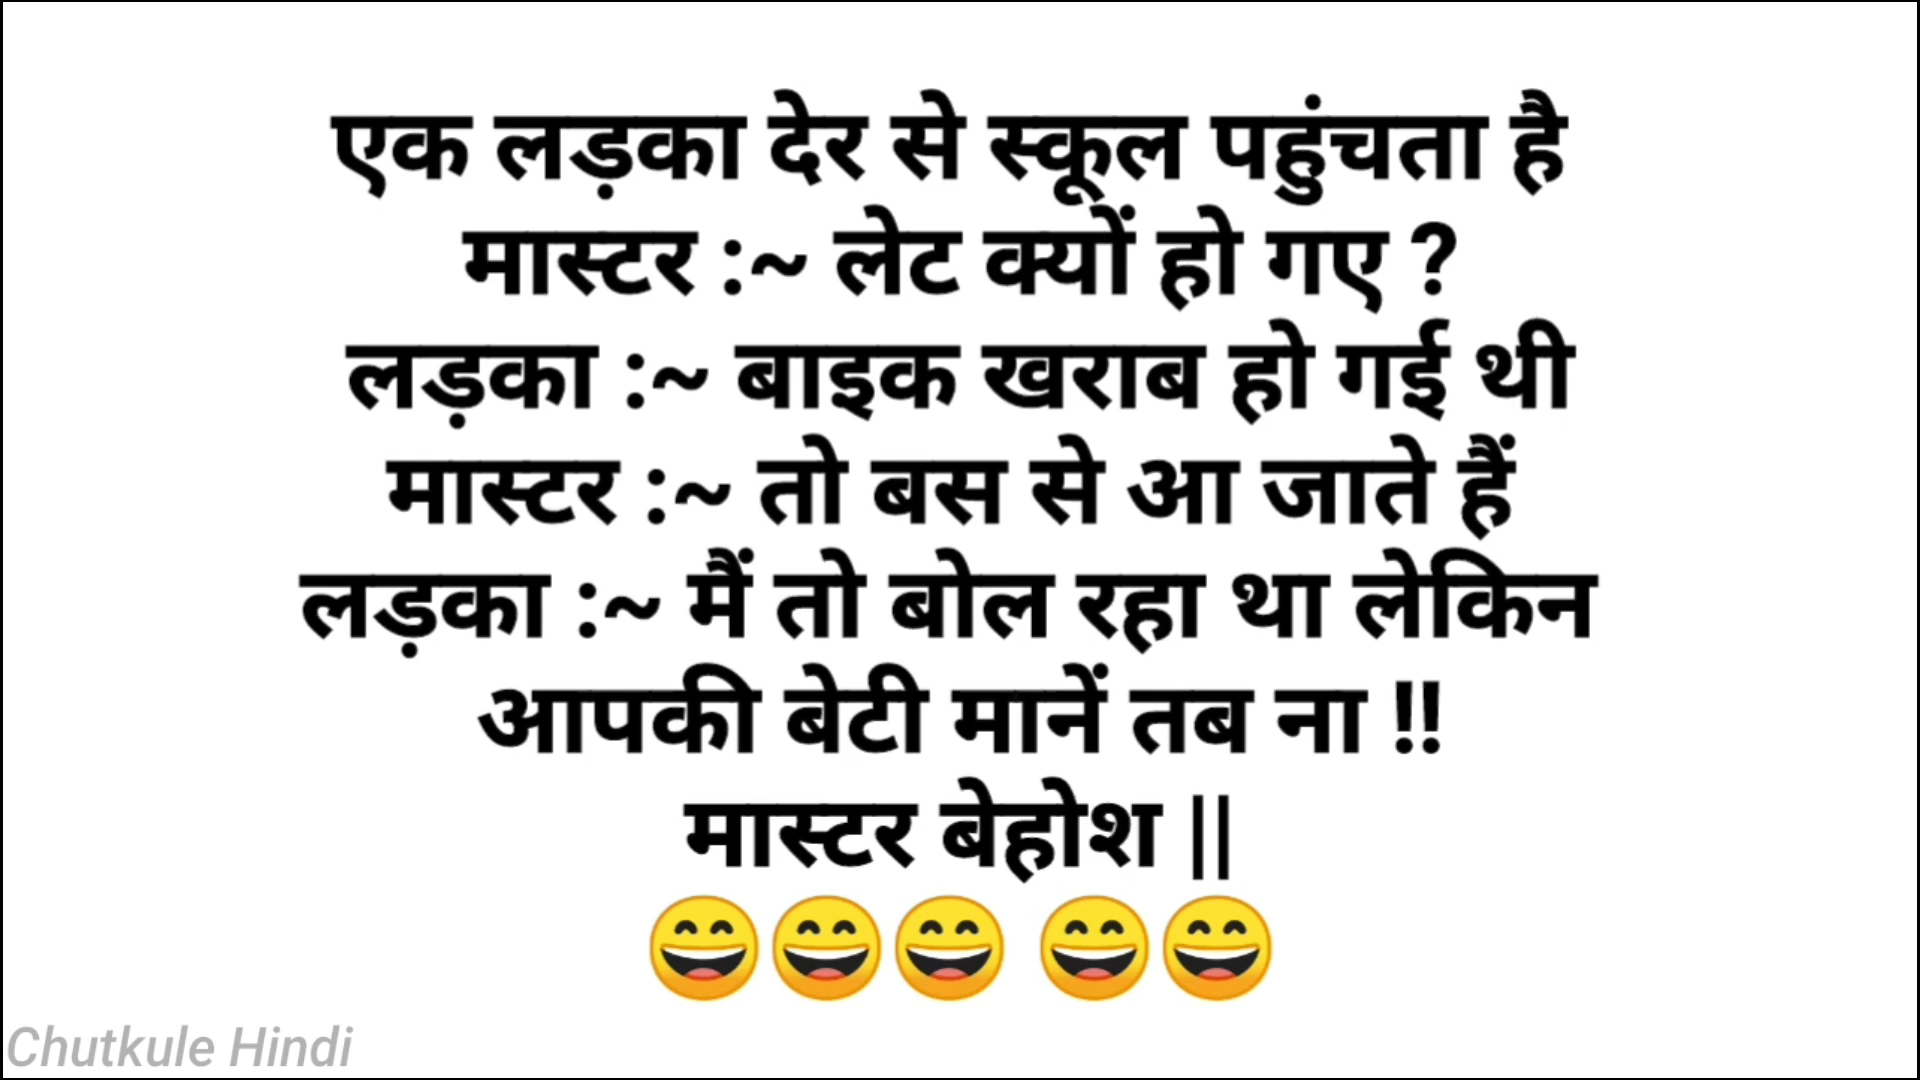 एक लड़का देर से स्कूल पहुंचता है
मास्टर :~ लेट क्यों हो गए ?
लड़का :~ बाइक खराब हो गई थी
मास्टर :~ तो बस से आ जाते हैं
लड़का :~ मैं तो बोल रहा था लेकिन
आपकी बेटी मानें तब ना !!
मास्टर बेहोश ||
😄😄😄 😄😄
Chutkule Hindi